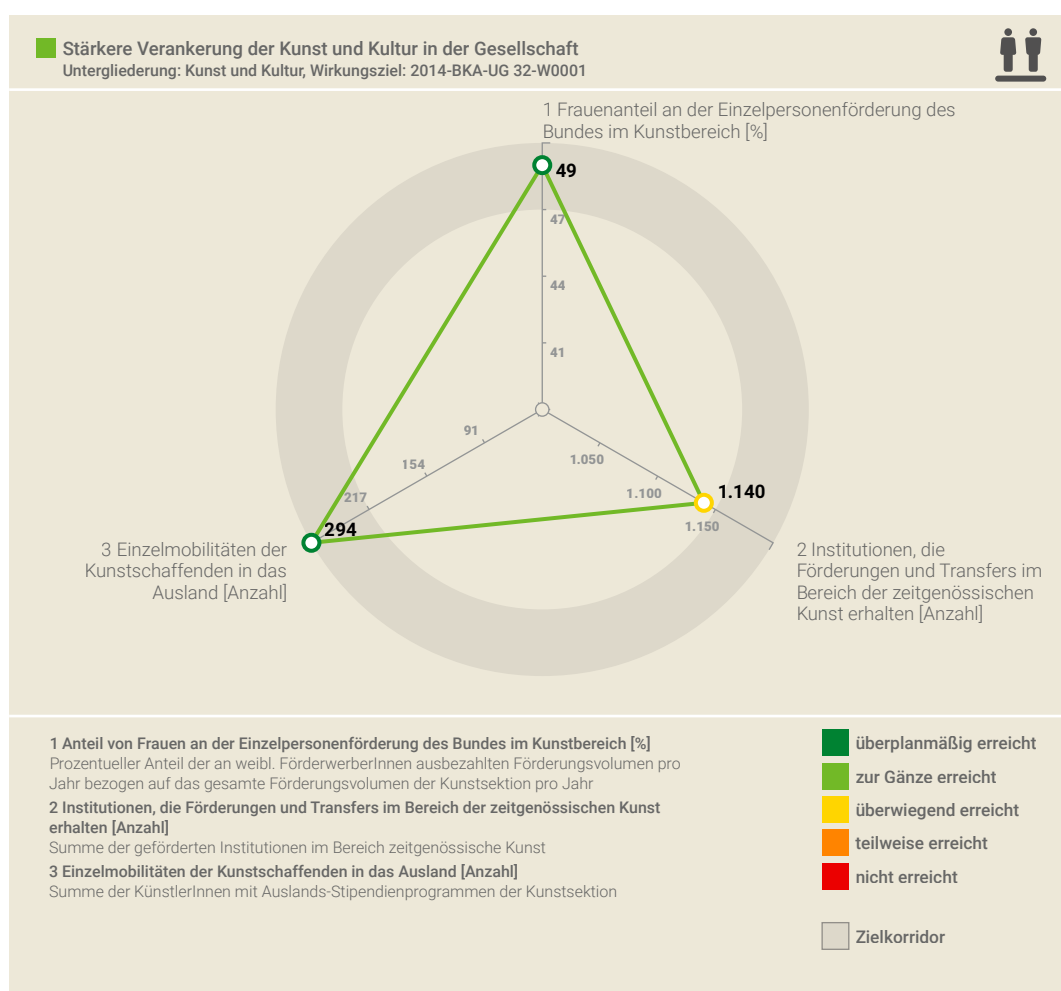 Stärkere Verankerung der Kunst und Kultur in der Gesellschaft
Untergliederung: Kunst und Kultur, Wirkungsziel: 2014-BKA-UG 32-W0001
1 Frauenanteil an der Einzelpersonenförderung des
Bundes im Kunstbereich [%]
49
47
44
41
91
154
217
294
1.050
1.100
1.140
1.150
3 Einzelmobilitäten der
Kunstschaffenden in das
Ausland [Anzahl]
2 Institutionen, die
Förderungen und Transfers im
Bereich der zeitgenössischen
Kunst erhalten [Anzahl]
1 Anteil von Frauen an der Einzelpersonenförderung des Bundes im Kunstbereich [%]
Prozentueller Anteil der an weibl. FörderwerberInnen ausbezahlten Förderungsvolumen pro
Jahr bezogen auf das gesamte Förderungsvolumen der Kunstsektion pro Jahr
2 Institutionen, die Förderungen und Transfers im Bereich der zeitgenössischen Kunst
erhalten [Anzahl]
Summe der geförderten Institutionen im Bereich zeitgenössische Kunst
3 Einzelmobilitäten der Kunstschaffenden in das Ausland [Anzahl]
Summe der KünstlerInnen mit Auslands-Stipendienprogrammen der Kunstsektion
überplanmäßig erreicht
zur Gänze erreicht
überwiegend erreicht
teilweise erreicht
nicht erreicht
Zielkorridor